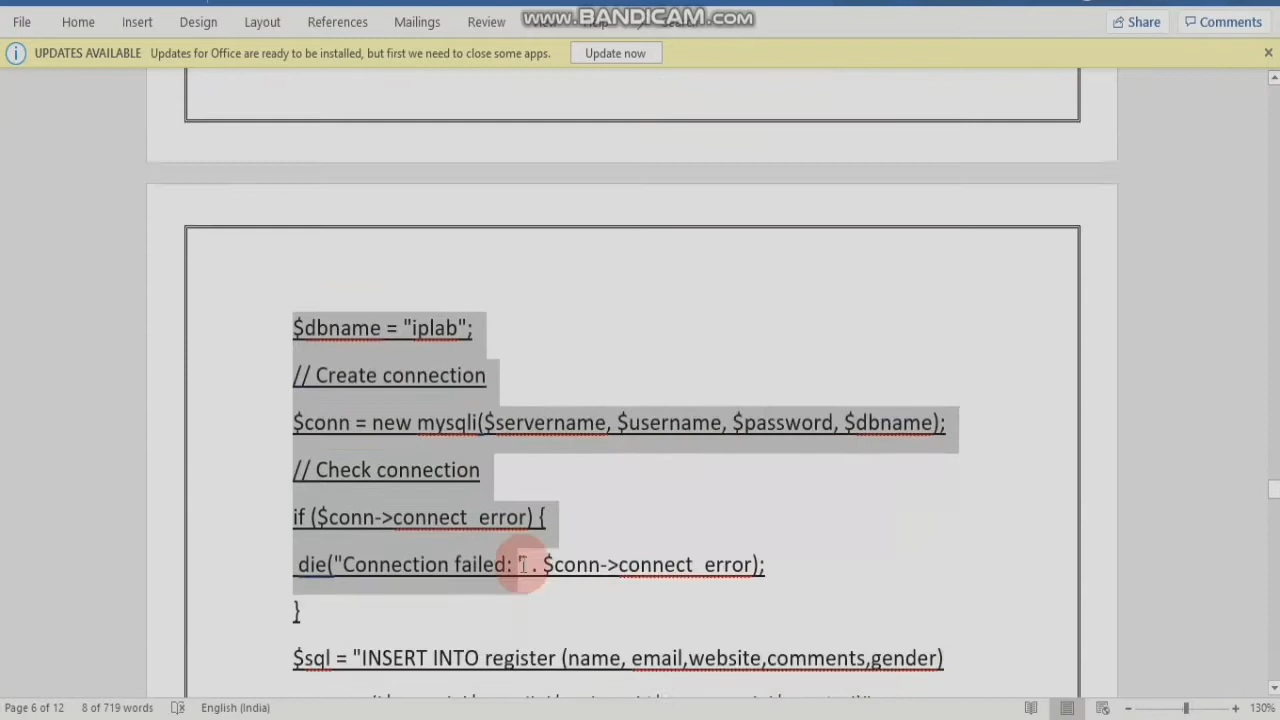 www.BANDICAM.com
File Home Insert Design Layout References Mailings Review Share Comments
UPDATES AVAILABLE Updates for Office are ready to be installed, but first we need to close some apps. Update now
$dbname = "iplab";
// Create connection
$conn = new mysqli($servername, $username, $password, $dbname);
// Check connection
if ($conn->connect_error) {
die("Connection failed: " . $conn->connect_error);
}
$sql = "INSERT INTO register (name, email,website,comments,gender)
Page 6 of 12 8 of 719 words English (India) 130%